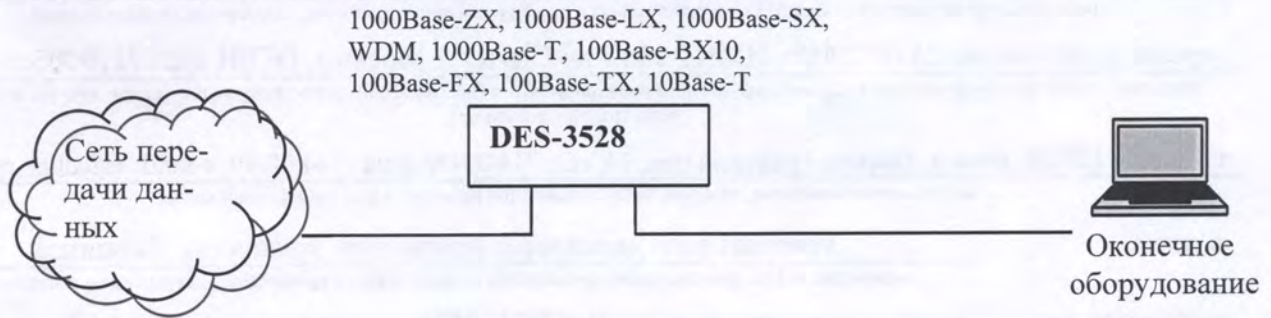 1000Base-ZX, 1000Base-LX, 1000Base-SX,
WDM, 1000Base-T, 100Base-BX10,
100Base-FX, 100Base-TX, 10Base-T
DES-3528
Сеть пере-
дачи дан-
ных
Оконечное
оборудование